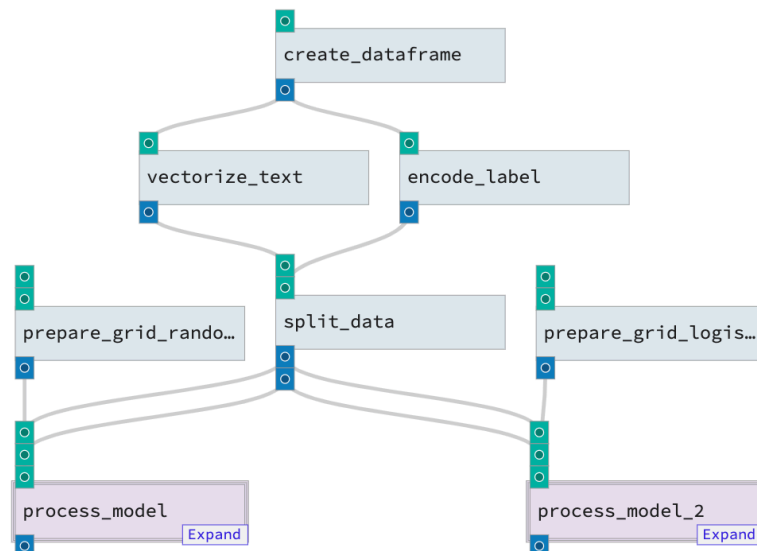 create_dataframe
vectorize_text
encode_label
prepare_grid_rando…
split_data
prepare_grid_logis…
process_model
Expand
process_model_2
Expand